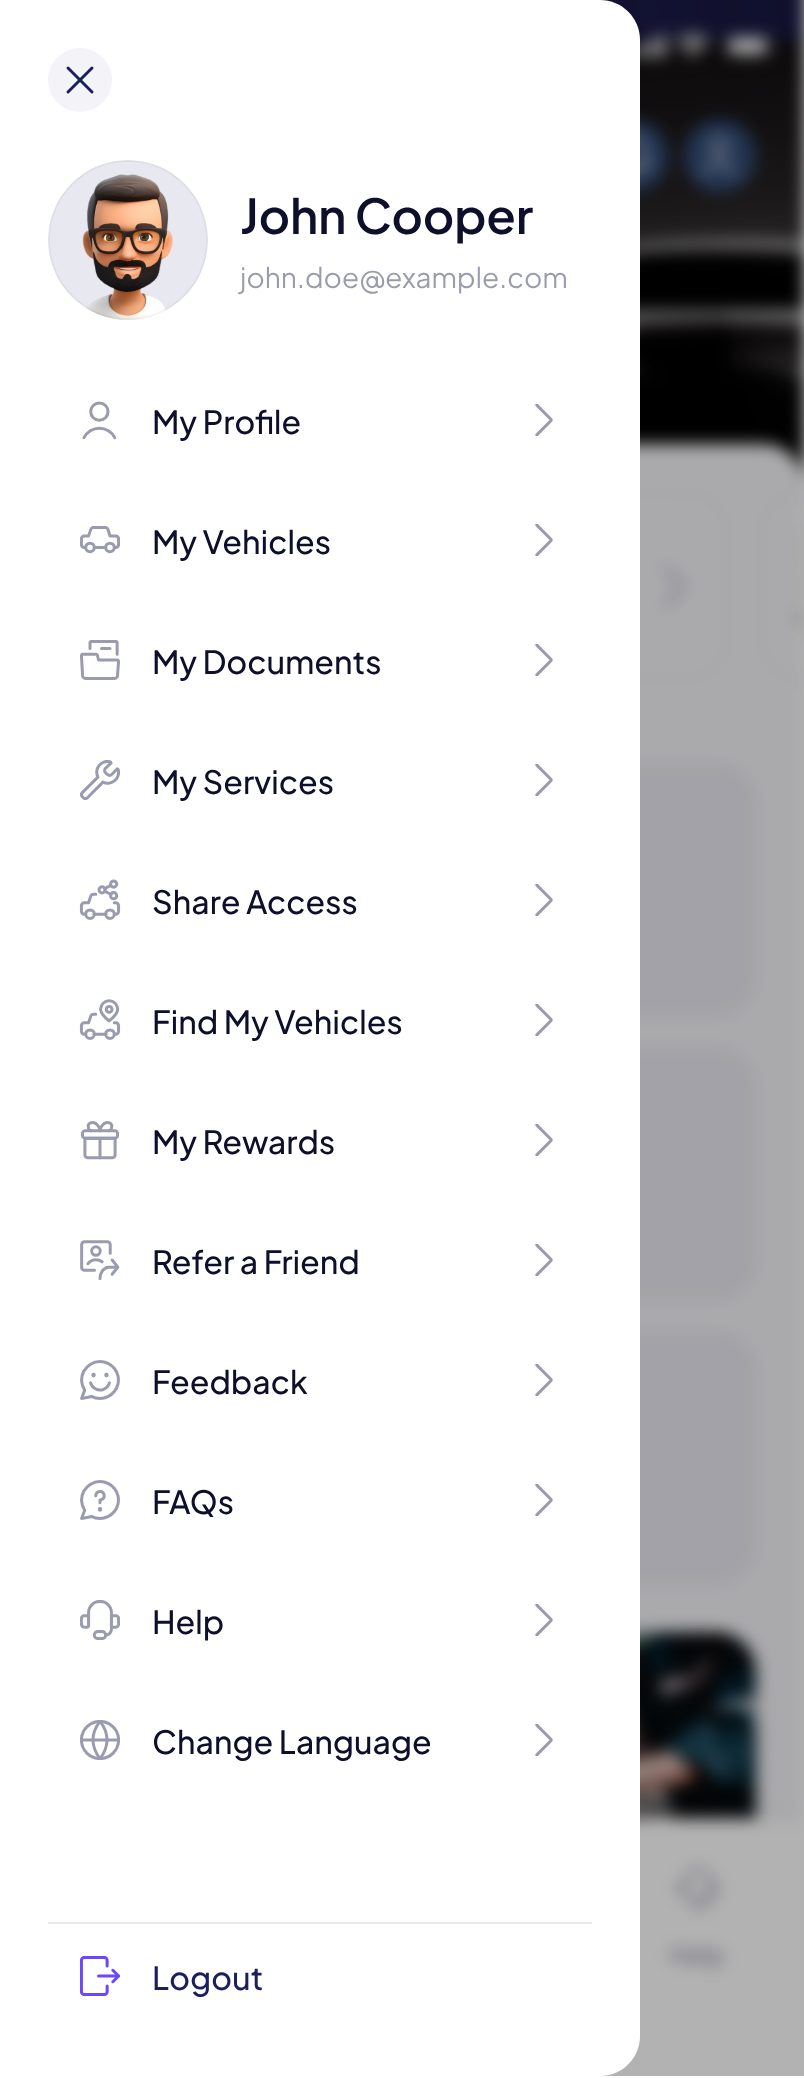 John Cooper
john.doe@example.com
My Profile
My Vehicles
My Documents
My Services
Share Access
Find My Vehicles
My Rewards
Refer a Friend
Feedback
FAQs
Help
Change Language
Logout